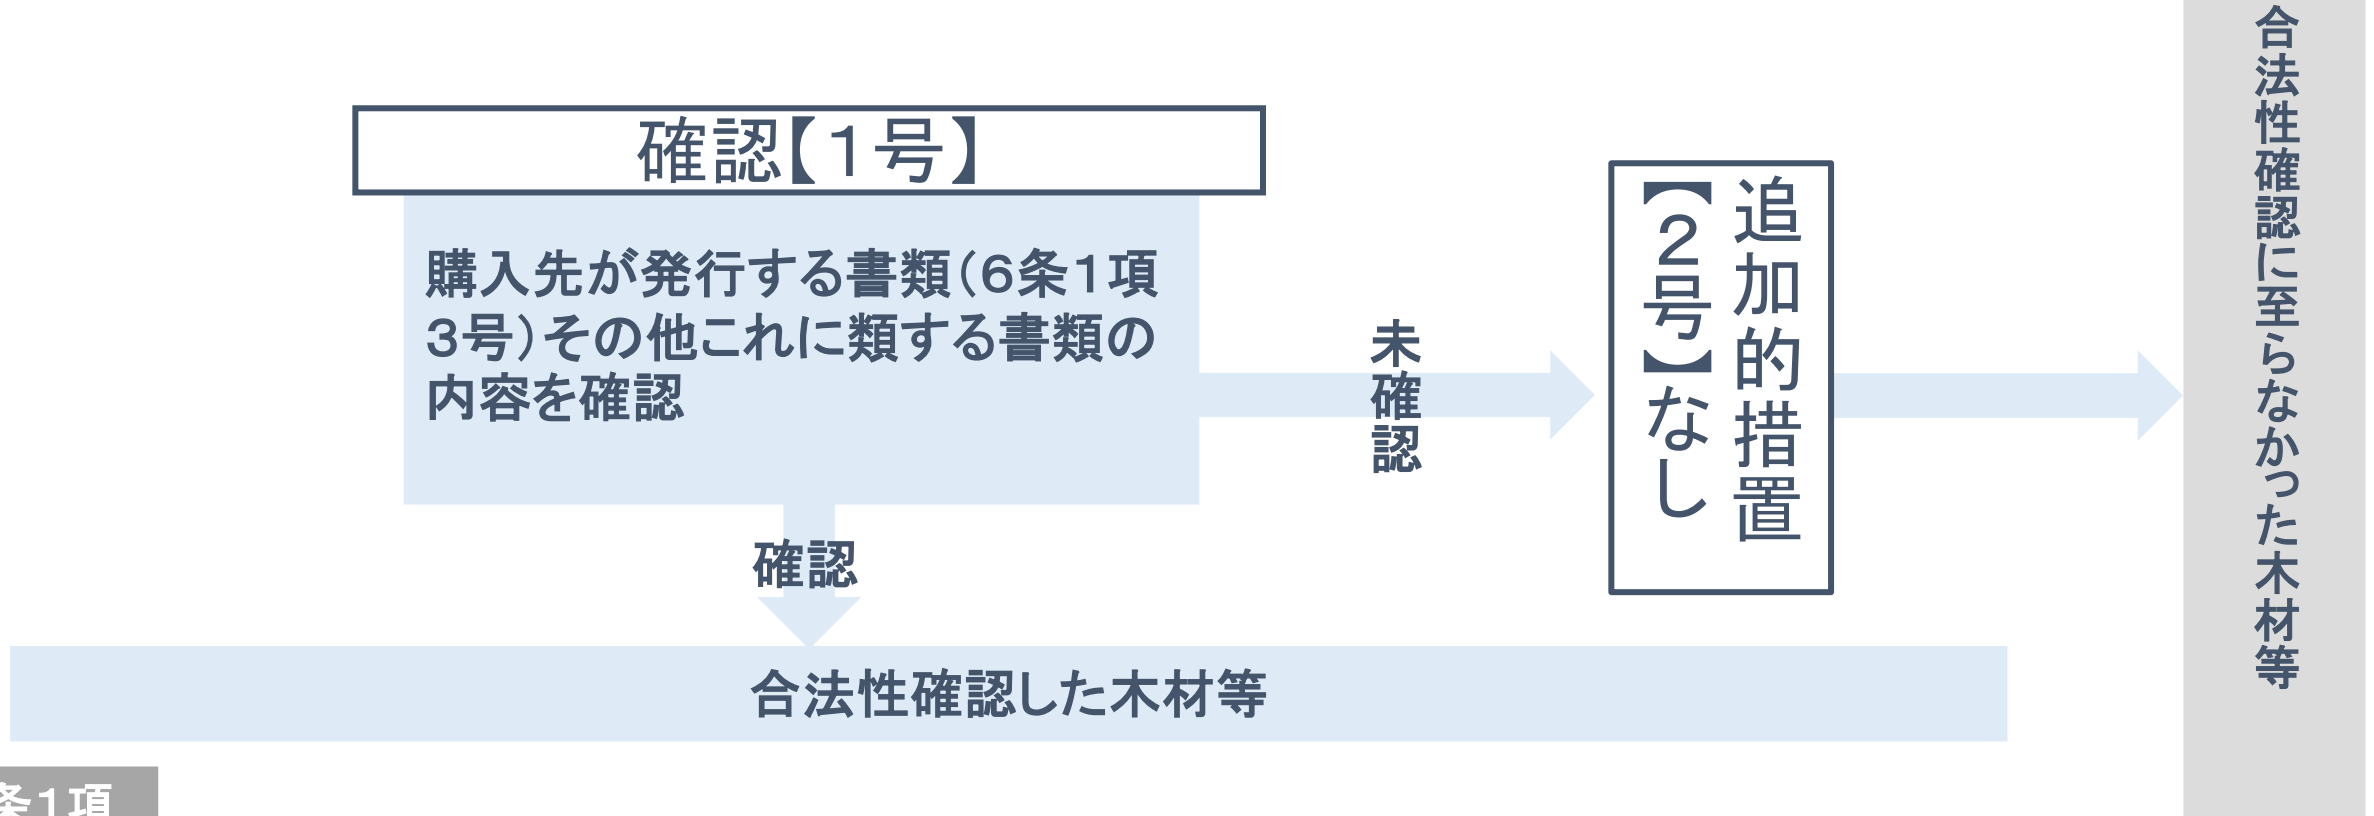 確認【１号】
購入先が発行する書類（６条１項
３号）その他これに類する書類の
内容を確認
未確認
追加的措置
【２号】なし
合法性確認に至らなかった木材等
確認
合法性確認した木材等
条１項